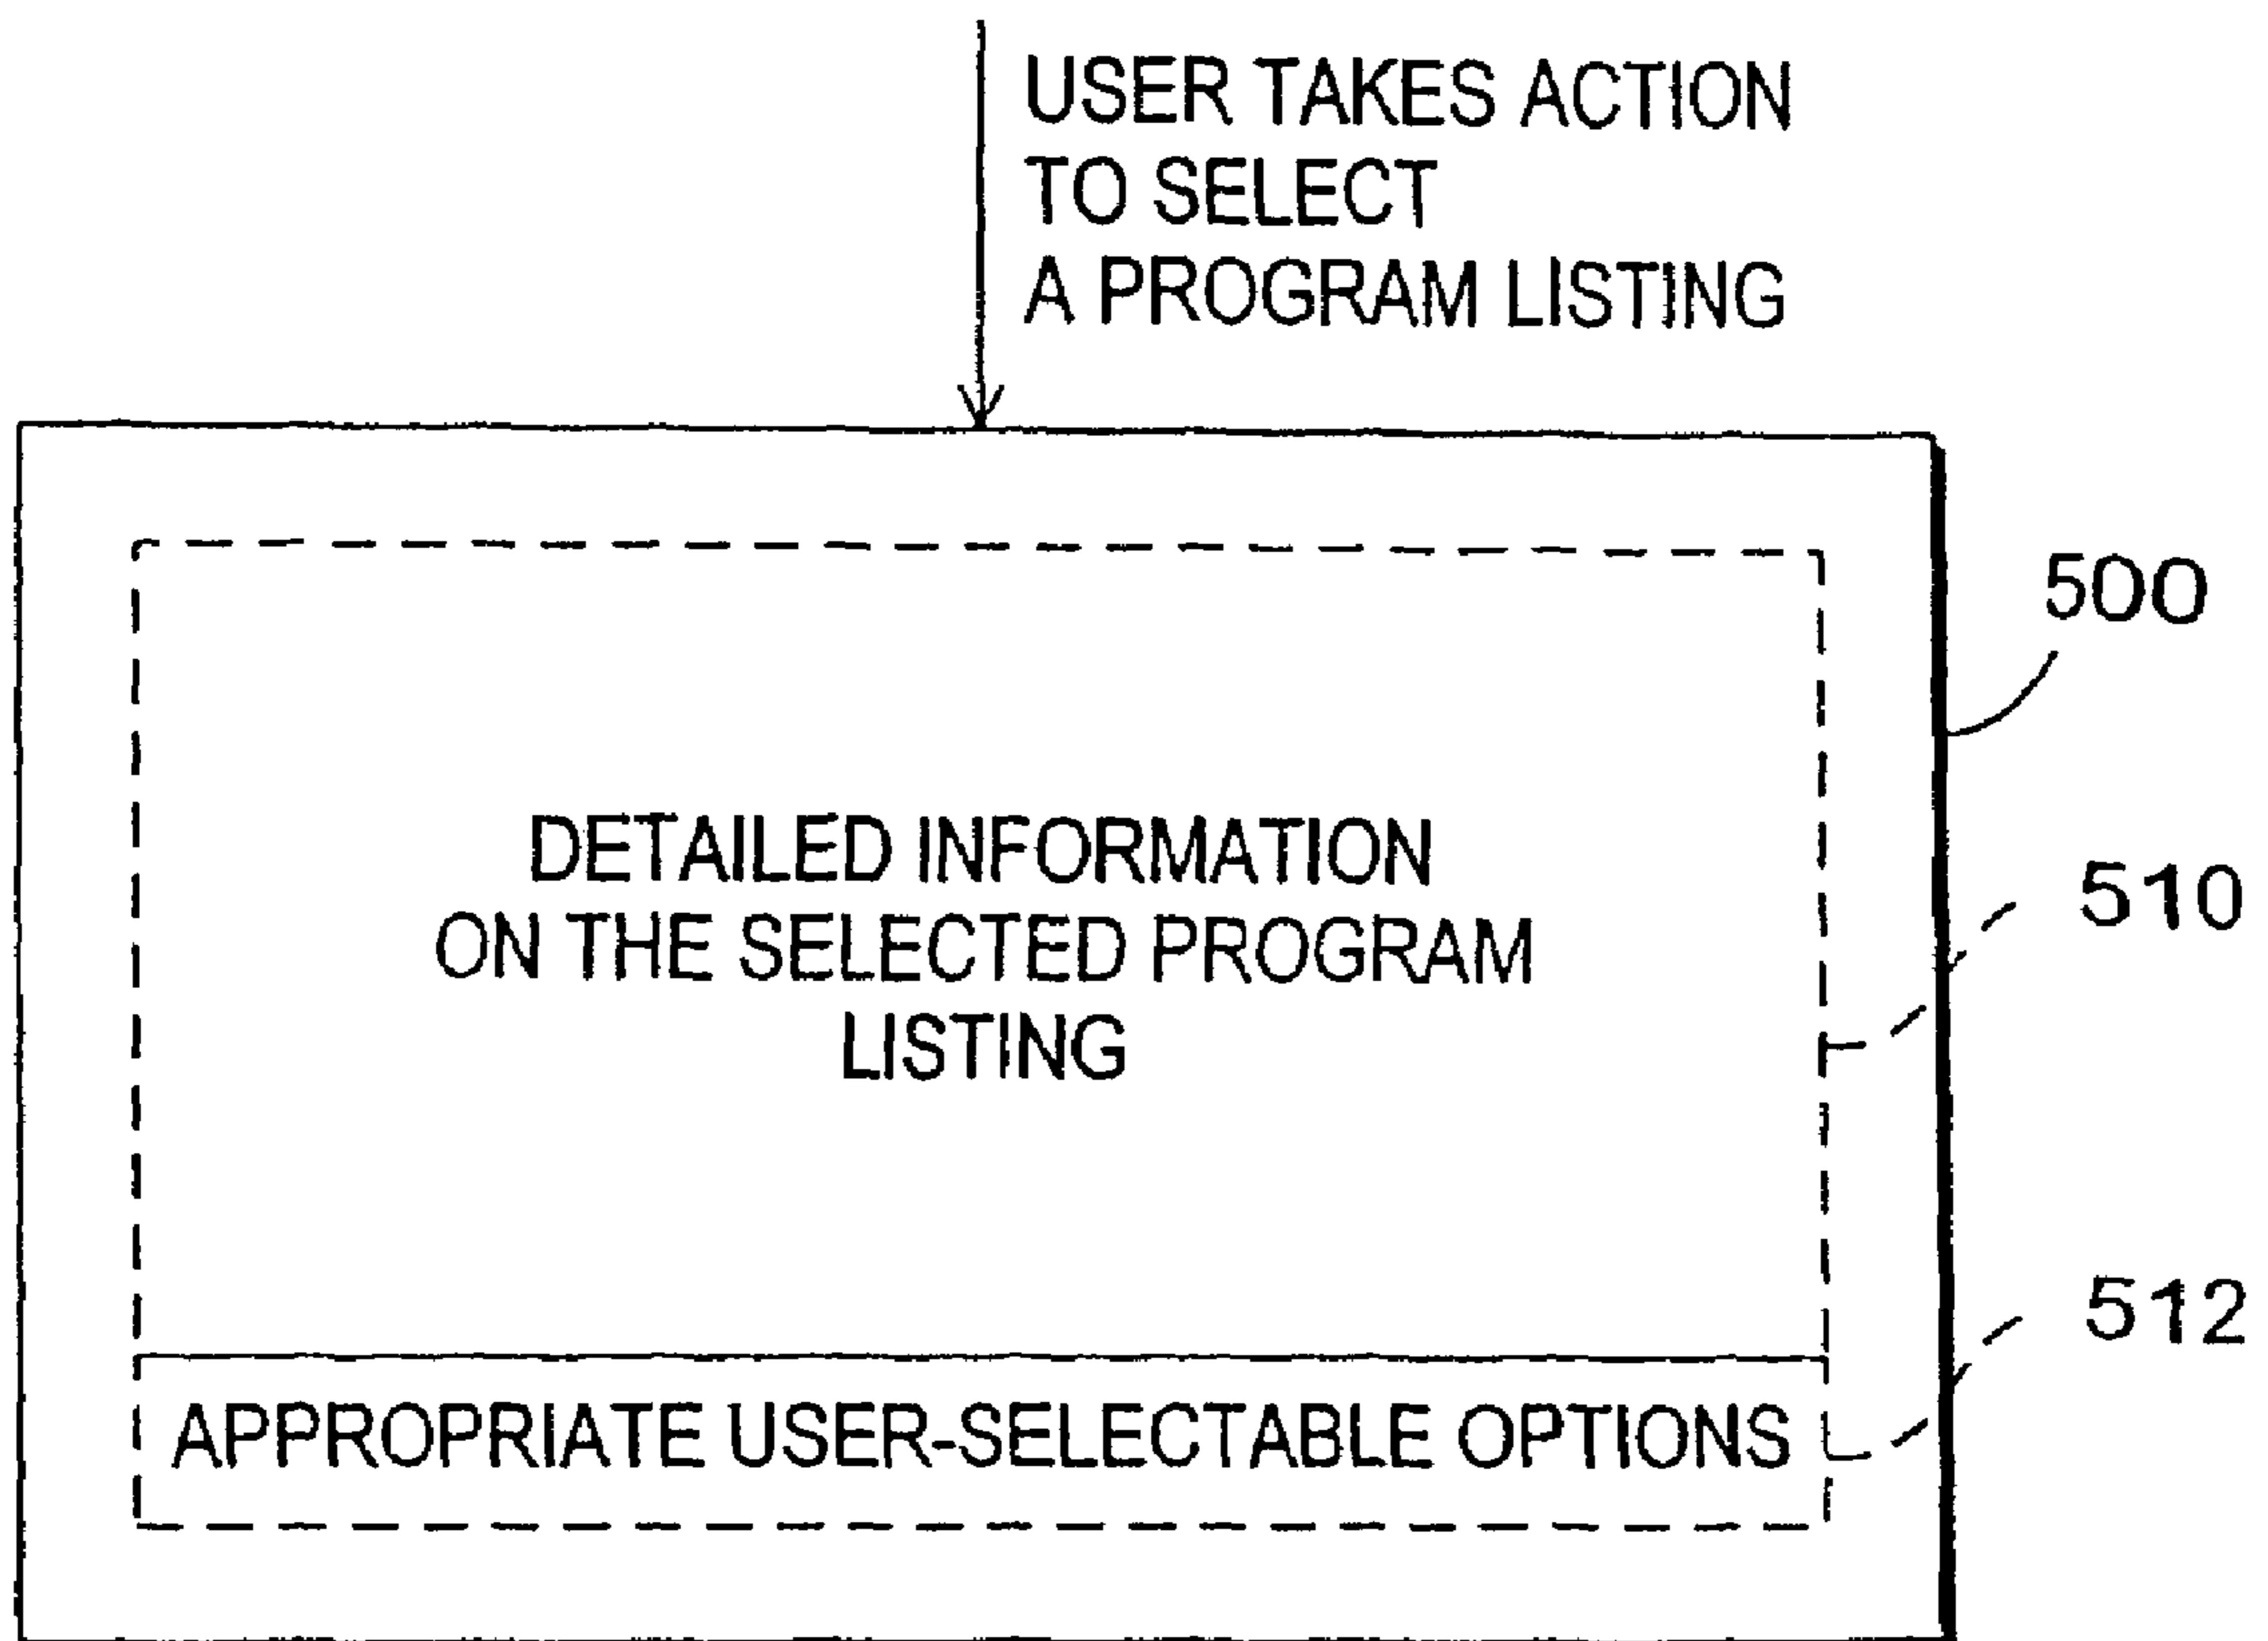 USER TAKES ACTION
TO SELECT
A PROGRAM LISTING
500
DETAILED INFORMATION
ON THE SELECTED PROGRAM
LISTING
510
512
APPROPRIATE USER-SELECTABLE OPTIONS